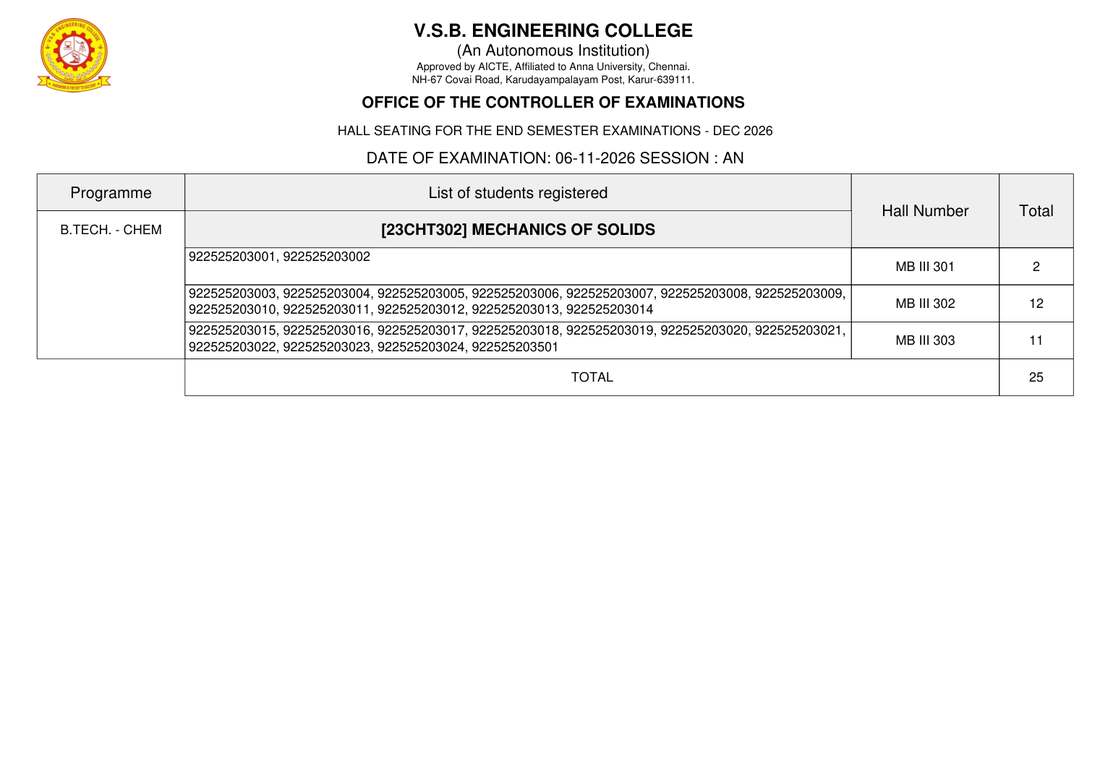 V.S.B. ENGINEERING COLLEGE
(An Autonomous Institution)
Approved by AICTE, Affiliated to Anna University, Chennai.
NH-67 Covai Road, Karudayampalayam Post, Karur-639111.
OFFICE OF THE CONTROLLER OF EXAMINATIONS
HALL SEATING FOR THE END SEMESTER EXAMINATIONS - DEC 2026
DATE OF EXAMINATION: 06-11-2026 SESSION : AN
Programme List of students registered Hall Number Total
B.TECH. - CHEM [23CHT302] MECHANICS OF SOLIDS
922525203001, 922525203002
MB III 301 2
922525203003, 922525203004, 922525203005, 922525203006, 922525203007, 922525203008, 922525203009,
922525203010, 922525203011, 922525203012, 922525203013, 922525203014
MB III 302 12
922525203015, 922525203016, 922525203017, 922525203018, 922525203019, 922525203020, 922525203021,
922525203022, 922525203023, 922525203024, 922525203501
MB III 303 11
TOTAL 25